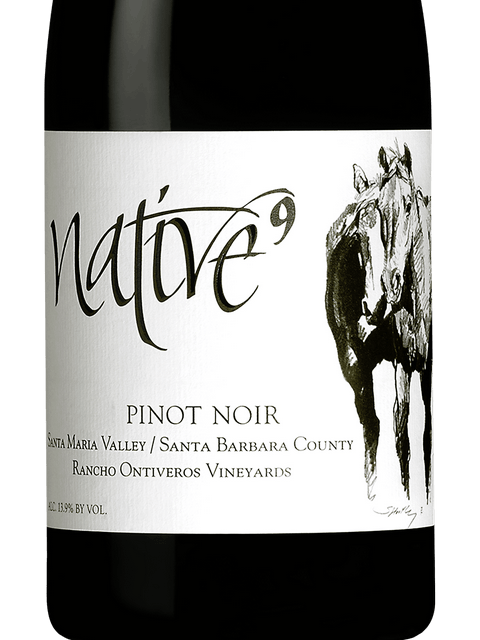 Native9
PINOT NOIR
SANTA MARIA VALLEY / SANTA BARBARA COUNTY
RANCHO ONTIVEROS VINEYARDS
ALC. 13.9% BY VOL.